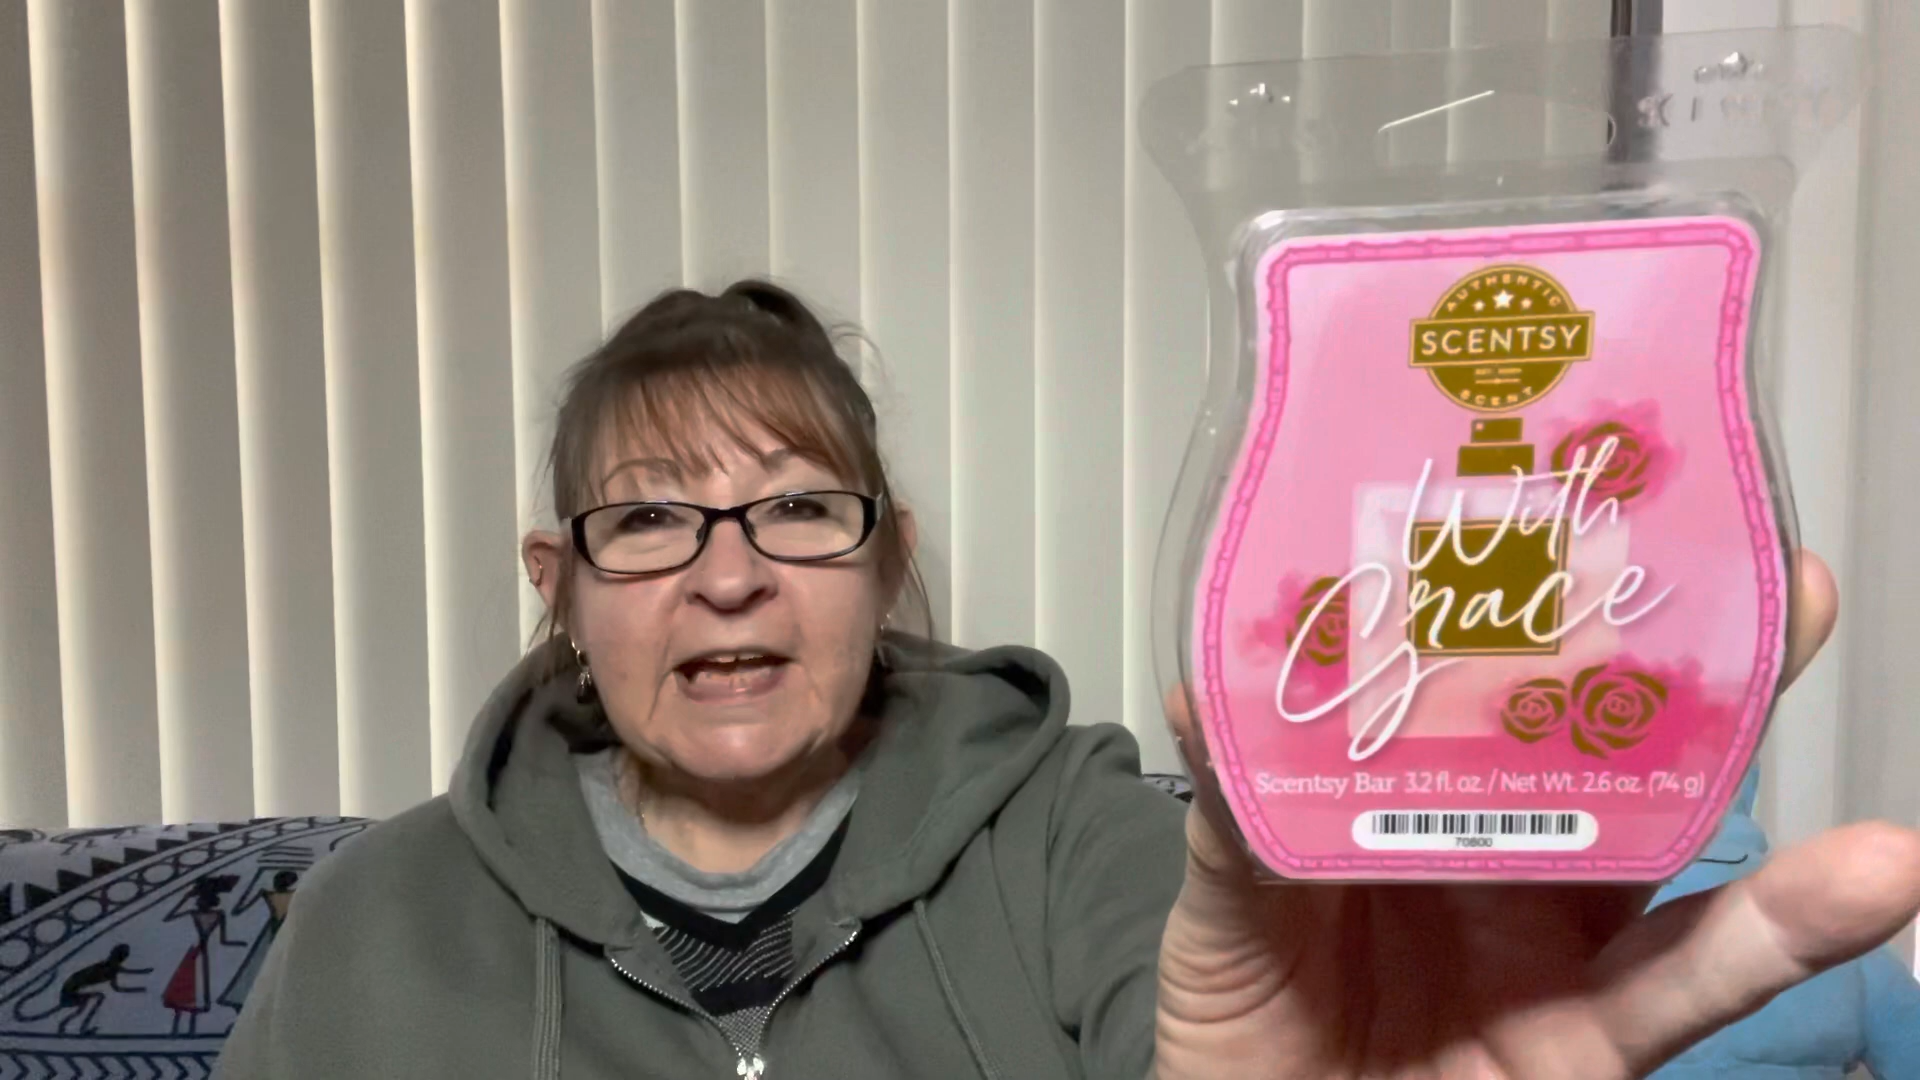 AUTHENTIC
SCENTSY
SCENT
With
Grace
Scentsy Bar 3.2 fl. oz / Net Wt. 2.6 oz (74 g)
70800